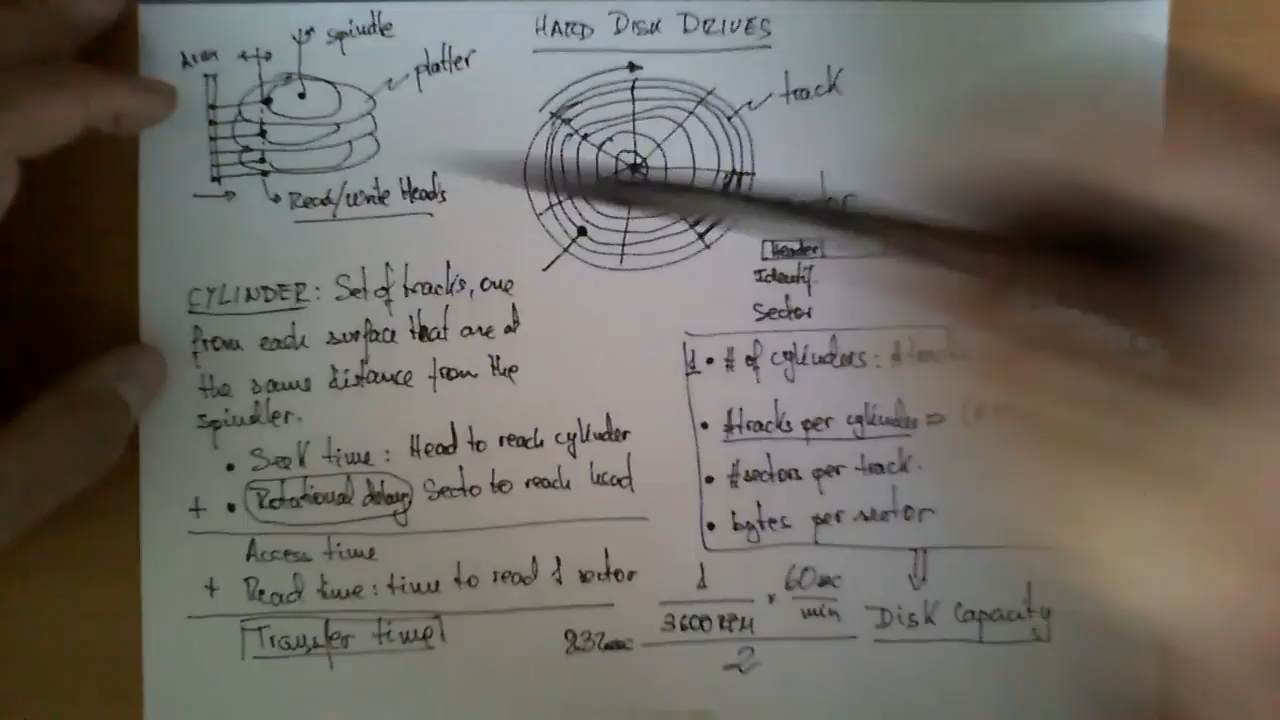 HARD DISK DRIVES
spindle
Arm
platter
track
Read/Write Heads
Header
Identif.
Sector
CYLINDER: Set of tracks, one
from each surface that are at
the same distance from the
spindler.
• Seek time: Head to reach cylinder
+ • Rotational delay Secto to reach head
Access time
+ Read time: time to read 1 sector
Transfer time
• # of cylinders:
• #tracks per cylinder =>
• #sectors per track.
• bytes per sector
Disk Capacity
1
3600 RPM
* 60 sec
min
2